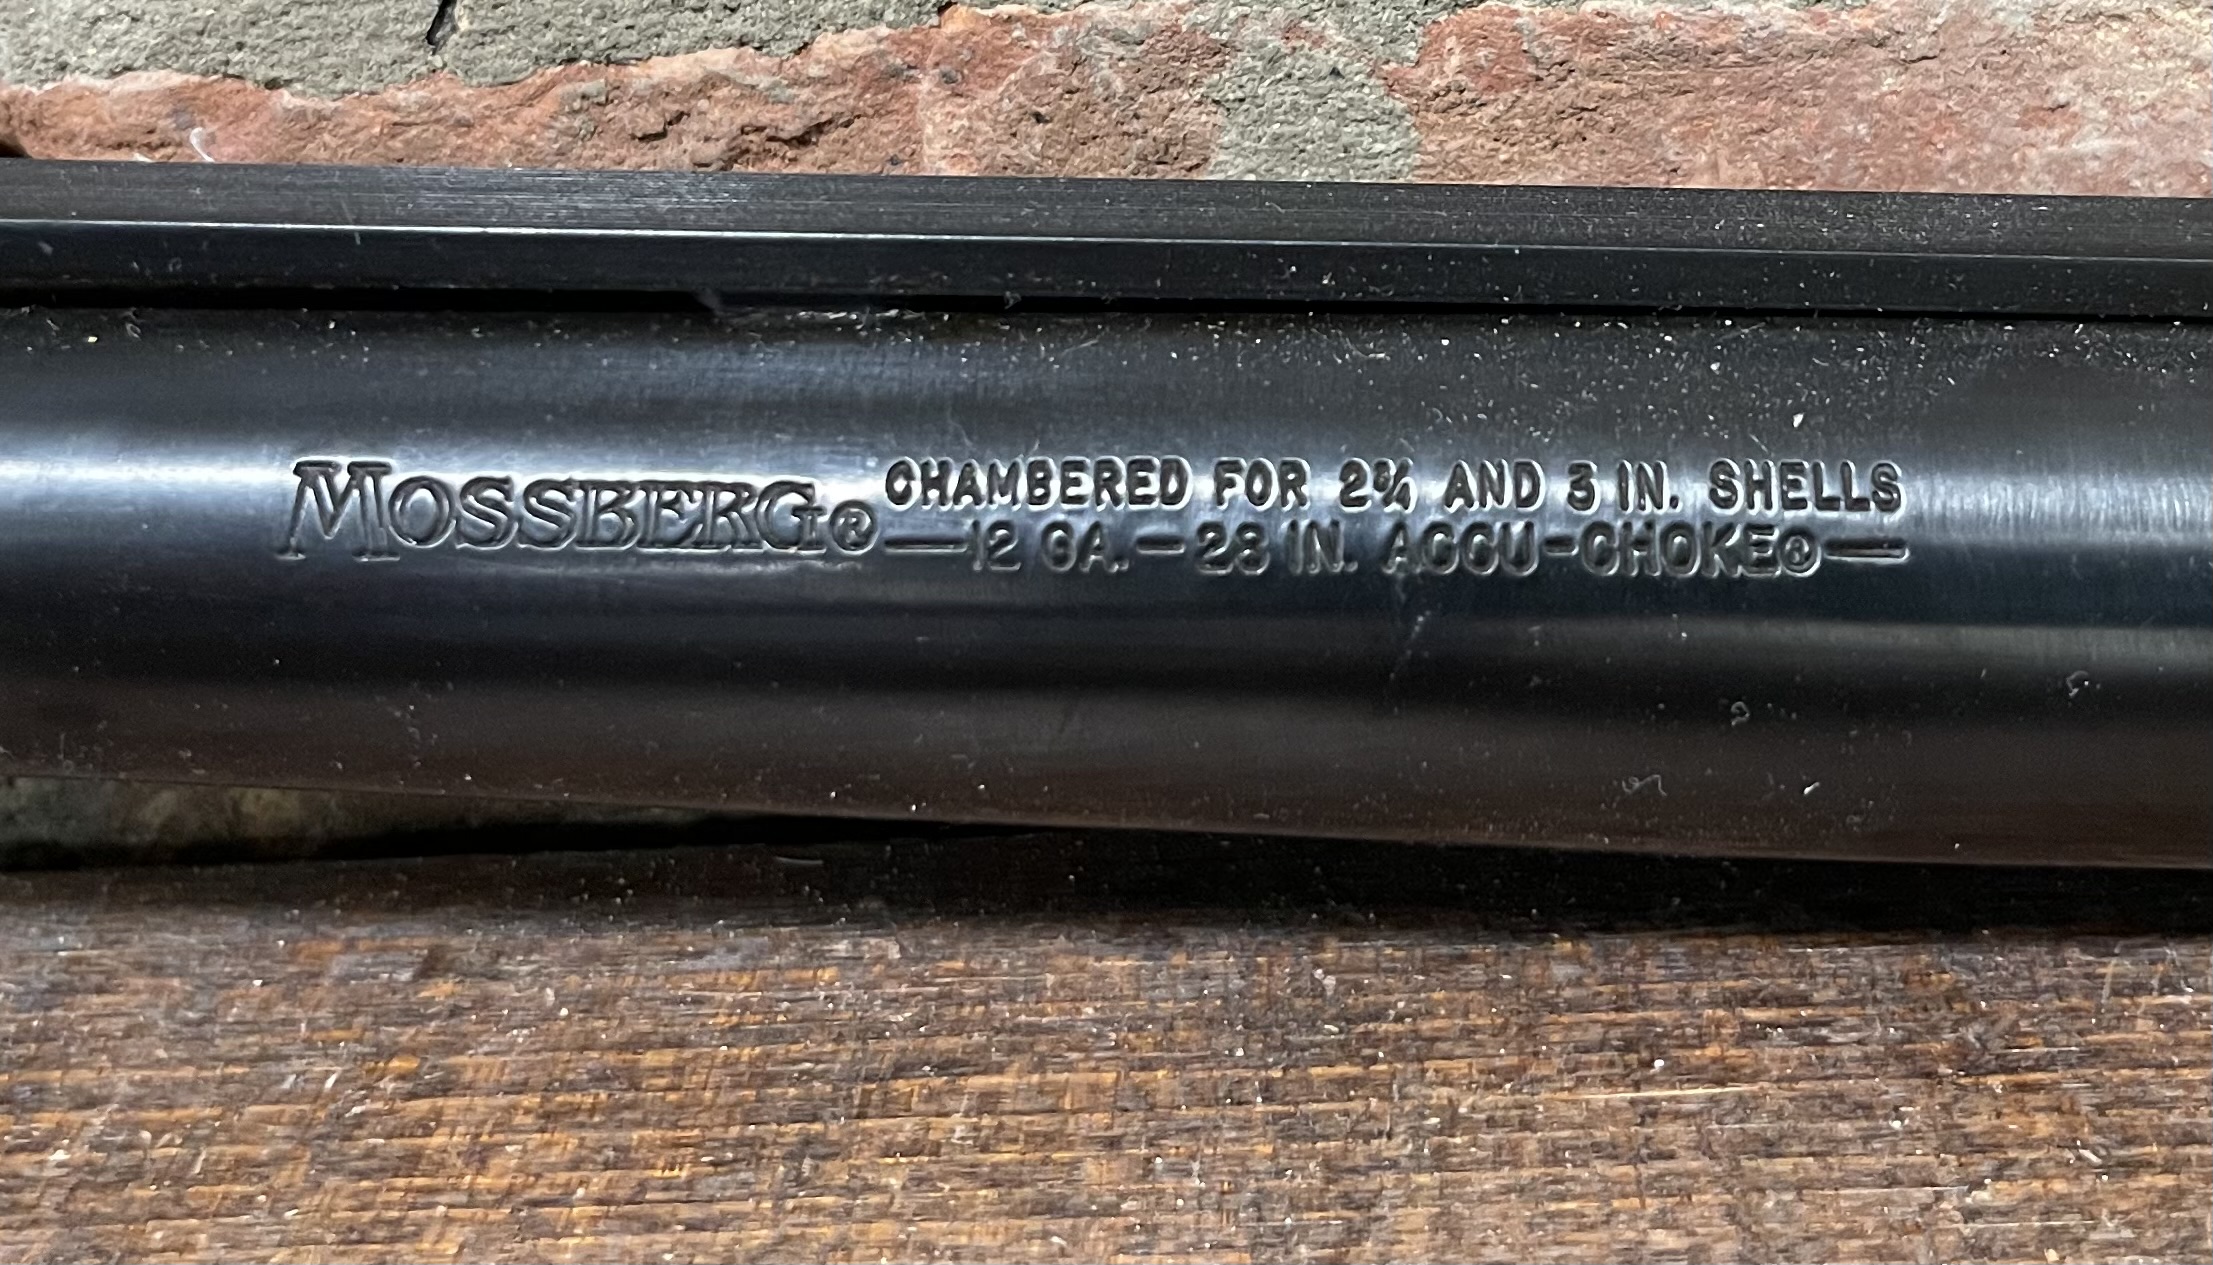 MOSSBERG® CHAMBERED FOR 2¾ AND 3 IN. SHELLS
—12 GA.—28 IN. ACCU-CHOKE®—